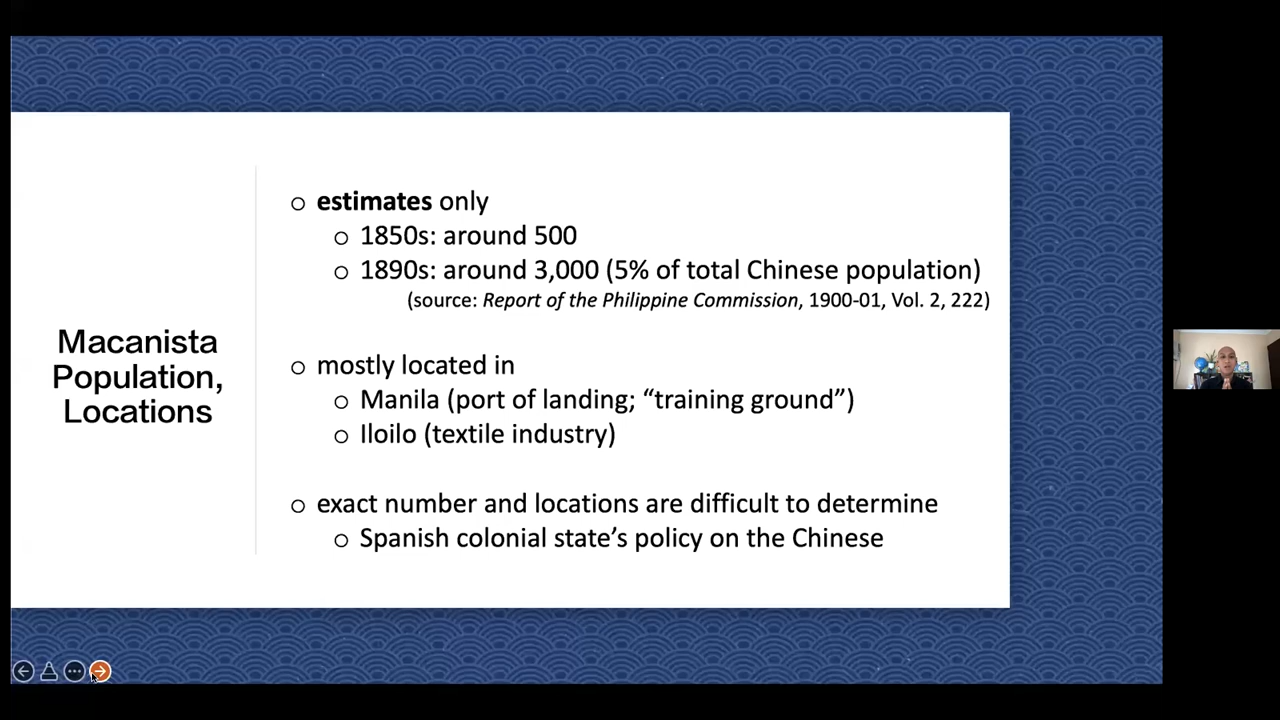 Macanista
Population,
Locations
estimates only
1850s: around 500
1890s: around 3,000 (5% of total Chinese population)
(source: Report of the Philippine Commission, 1900-01, Vol. 2, 222)
mostly located in
Manila (port of landing; “training ground”)
Iloilo (textile industry)
exact number and locations are difficult to determine
Spanish colonial state’s policy on the Chinese